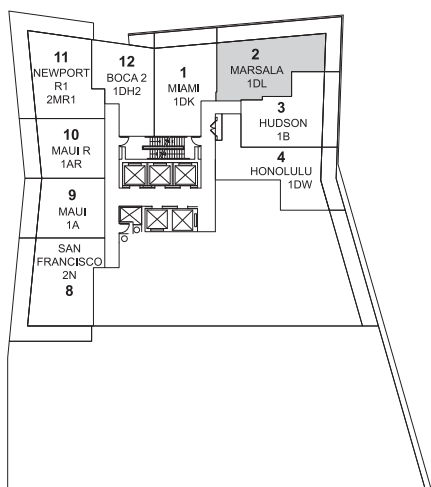 11
NEWPORT
R1
2MR1
12
BOCA 2
1DH2
1
MIAMI
1DK
2
MARSALA
1DL
3
HUDSON
1B
10
MAUI R
1AR
4
HONOLULU
1DW
9
MAUI
1A
SAN
FRANCISCO
2N
8